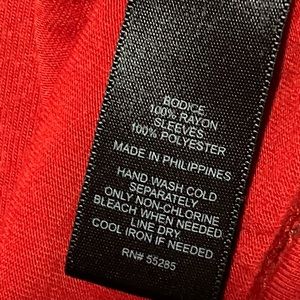 BODICE
100% RAYON
SLEEVES
100% POLYESTER
MADE IN PHILIPPINES
HAND WASH COLD
SEPARATELY
ONLY NON-CHLORINE
BLEACH WHEN NEEDED
LINE DRY.
COOL IRON IF NEEDED
RN# 55285